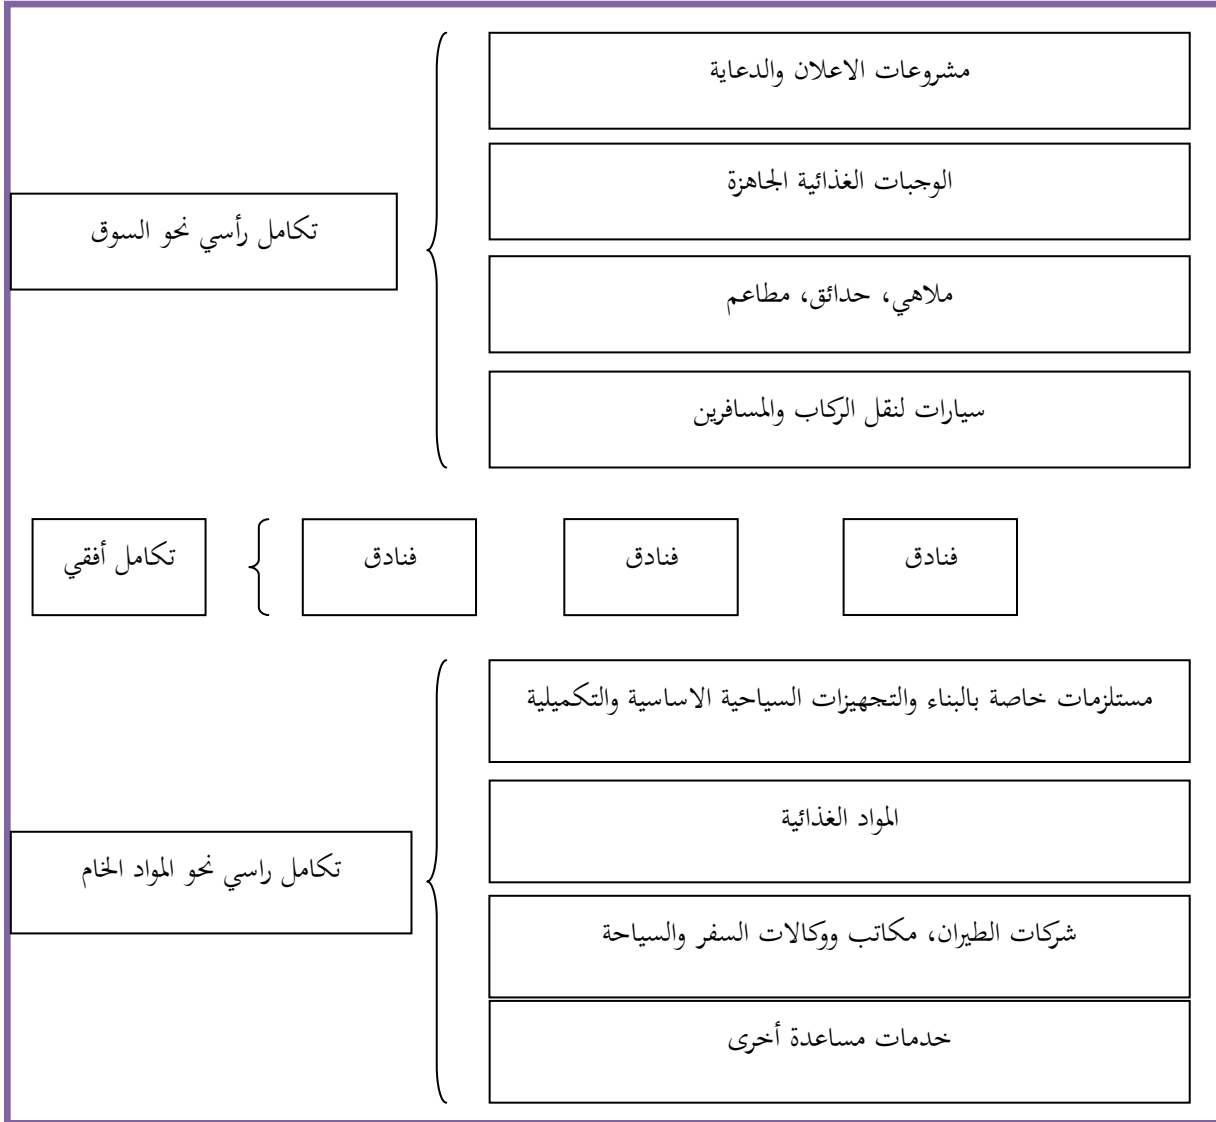 مشروعات الاعلان والدعاية
الوجبات الغذائية الجاهزة
تكامل رأسي نحو السوق
ملاهي، حدائق، مطاعم
سيارات لنقل الركاب والمسافرين
فنادق
فنادق
فنادق
تكامل أفقي
مستلزمات خاصة بالبناء والتجهيزات السياحية الاساسية والتكميلية
المواد الغذائية
تكامل راسي نحو المواد الخام
شركات الطيران، مكاتب ووكالات السفر والسياحة
خدمات مساعدة أخرى